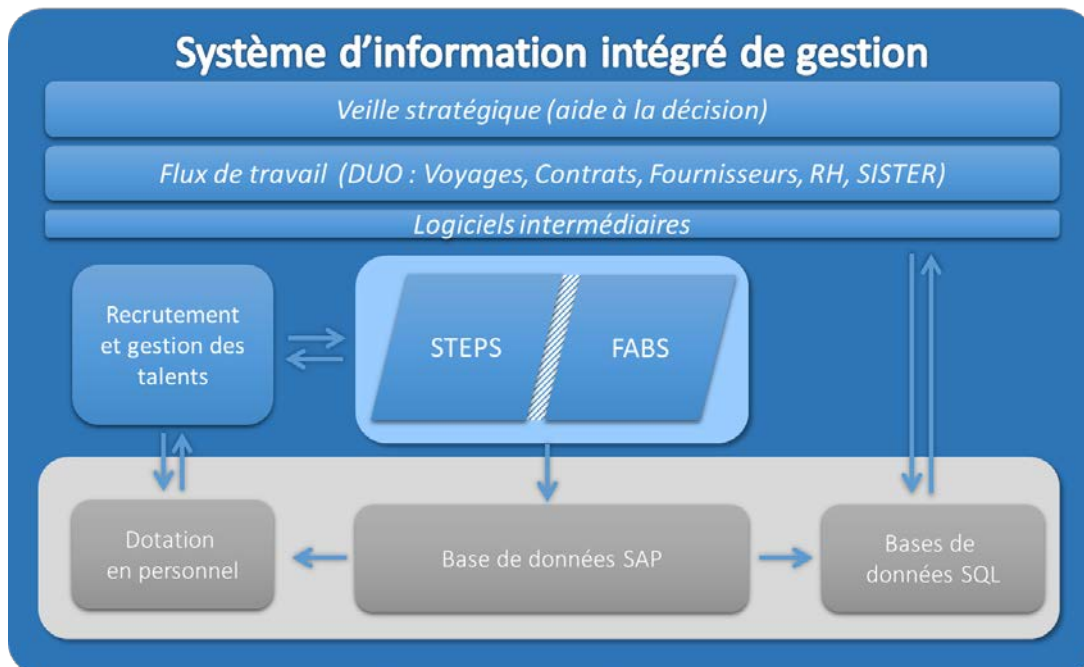 Système d’information intégré de gestion
Veille stratégique (aide à la décision)
Flux de travail (DUO : Voyages, Contrats, Fournisseurs, RH, SISTER)
Logiciels intermédiaires
Recrutement
et gestion des
talents
STEPS
FABS
Dotation
en personnel
Base de données SAP
Bases de
données SQL